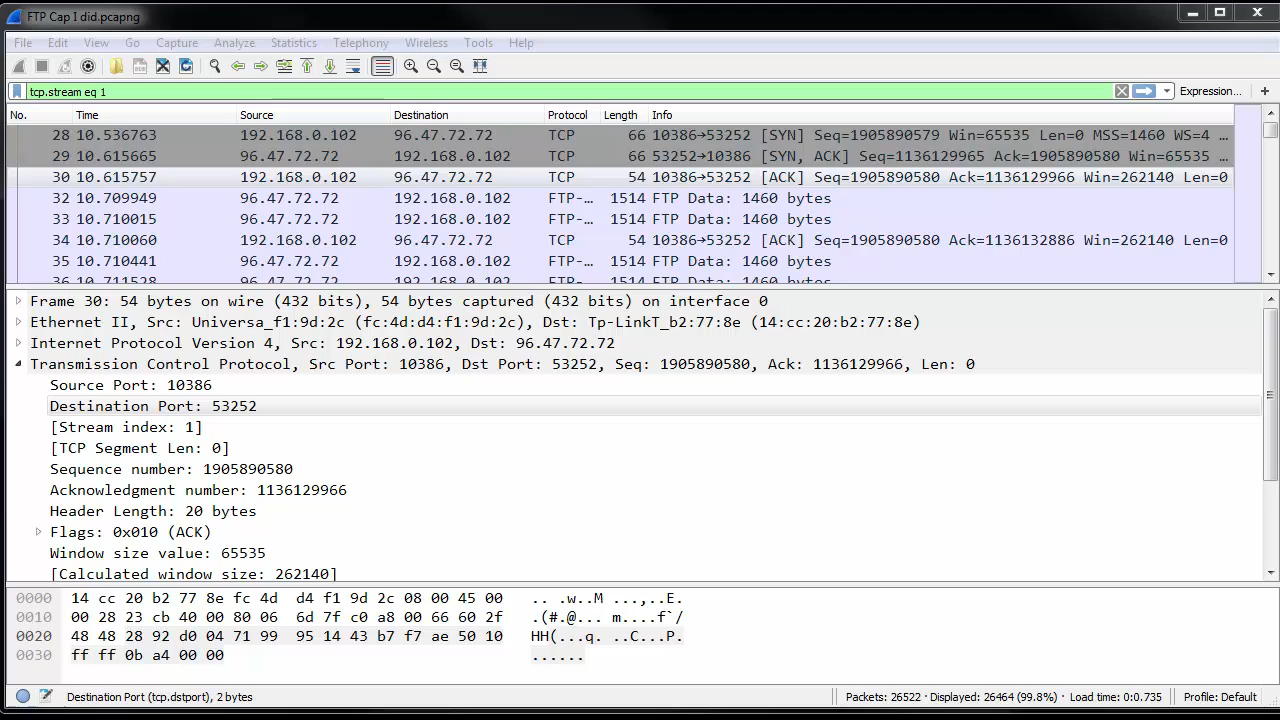 FTP Cap I did.pcapng
File Edit View Go Capture Analyze Statistics Telephony Wireless Tools Help
tcp.stream eq 1 Expression… +
No. Time Source Destination Protocol Length Info
28 10.536763 192.168.0.102 96.47.72.72 TCP 66 10386→53252 [SYN] Seq=1905890579 Win=65535 Len=0 MSS=1460 WS=4 …
29 10.615665 96.47.72.72 192.168.0.102 TCP 66 53252→10386 [SYN, ACK] Seq=1136129965 Ack=1905890580 Win=65535 …
30 10.615757 192.168.0.102 96.47.72.72 TCP 54 10386→53252 [ACK] Seq=1905890580 Ack=1136129966 Win=262140 Len=0
32 10.709949 96.47.72.72 192.168.0.102 FTP-… 1514 FTP Data: 1460 bytes
33 10.710015 96.47.72.72 192.168.0.102 FTP-… 1514 FTP Data: 1460 bytes
34 10.710060 192.168.0.102 96.47.72.72 TCP 54 10386→53252 [ACK] Seq=1905890580 Ack=1136132886 Win=262140 Len=0
35 10.710441 96.47.72.72 192.168.0.102 FTP-… 1514 FTP Data: 1460 bytes
36 10.711528 96.47.72.72 192.168.0.102 FTP-… 1514 FTP Data: 1460 bytes
Frame 30: 54 bytes on wire (432 bits), 54 bytes captured (432 bits) on interface 0
Ethernet II, Src: Universa_f1:9d:2c (fc:4d:d4:f1:9d:2c), Dst: Tp-LinkT_b2:77:8e (14:cc:20:b2:77:8e)
Internet Protocol Version 4, Src: 192.168.0.102, Dst: 96.47.72.72
Transmission Control Protocol, Src Port: 10386, Dst Port: 53252, Seq: 1905890580, Ack: 1136129966, Len: 0
Source Port: 10386
Destination Port: 53252
[Stream index: 1]
[TCP Segment Len: 0]
Sequence number: 1905890580
Acknowledgment number: 1136129966
Header Length: 20 bytes
Flags: 0x010 (ACK)
Window size value: 65535
[Calculated window size: 262140]
0000 14 cc 20 b2 77 8e fc 4d d4 f1 9d 2c 08 00 45 00 .. .w..M ...,..E.
0010 00 28 23 cb 40 00 80 06 6d 7f c0 a8 00 66 60 2f .(#.@... m....f`/
0020 48 48 28 92 d0 04 71 99 95 14 43 b7 f7 ae 50 10 HH(...q. ..C...P.
0030 ff ff 0b a4 00 00 ......
Destination Port (tcp.dstport), 2 bytes Packets: 26522 · Displayed: 26464 (99.8%) · Load time: 0:0.735 Profile: Default